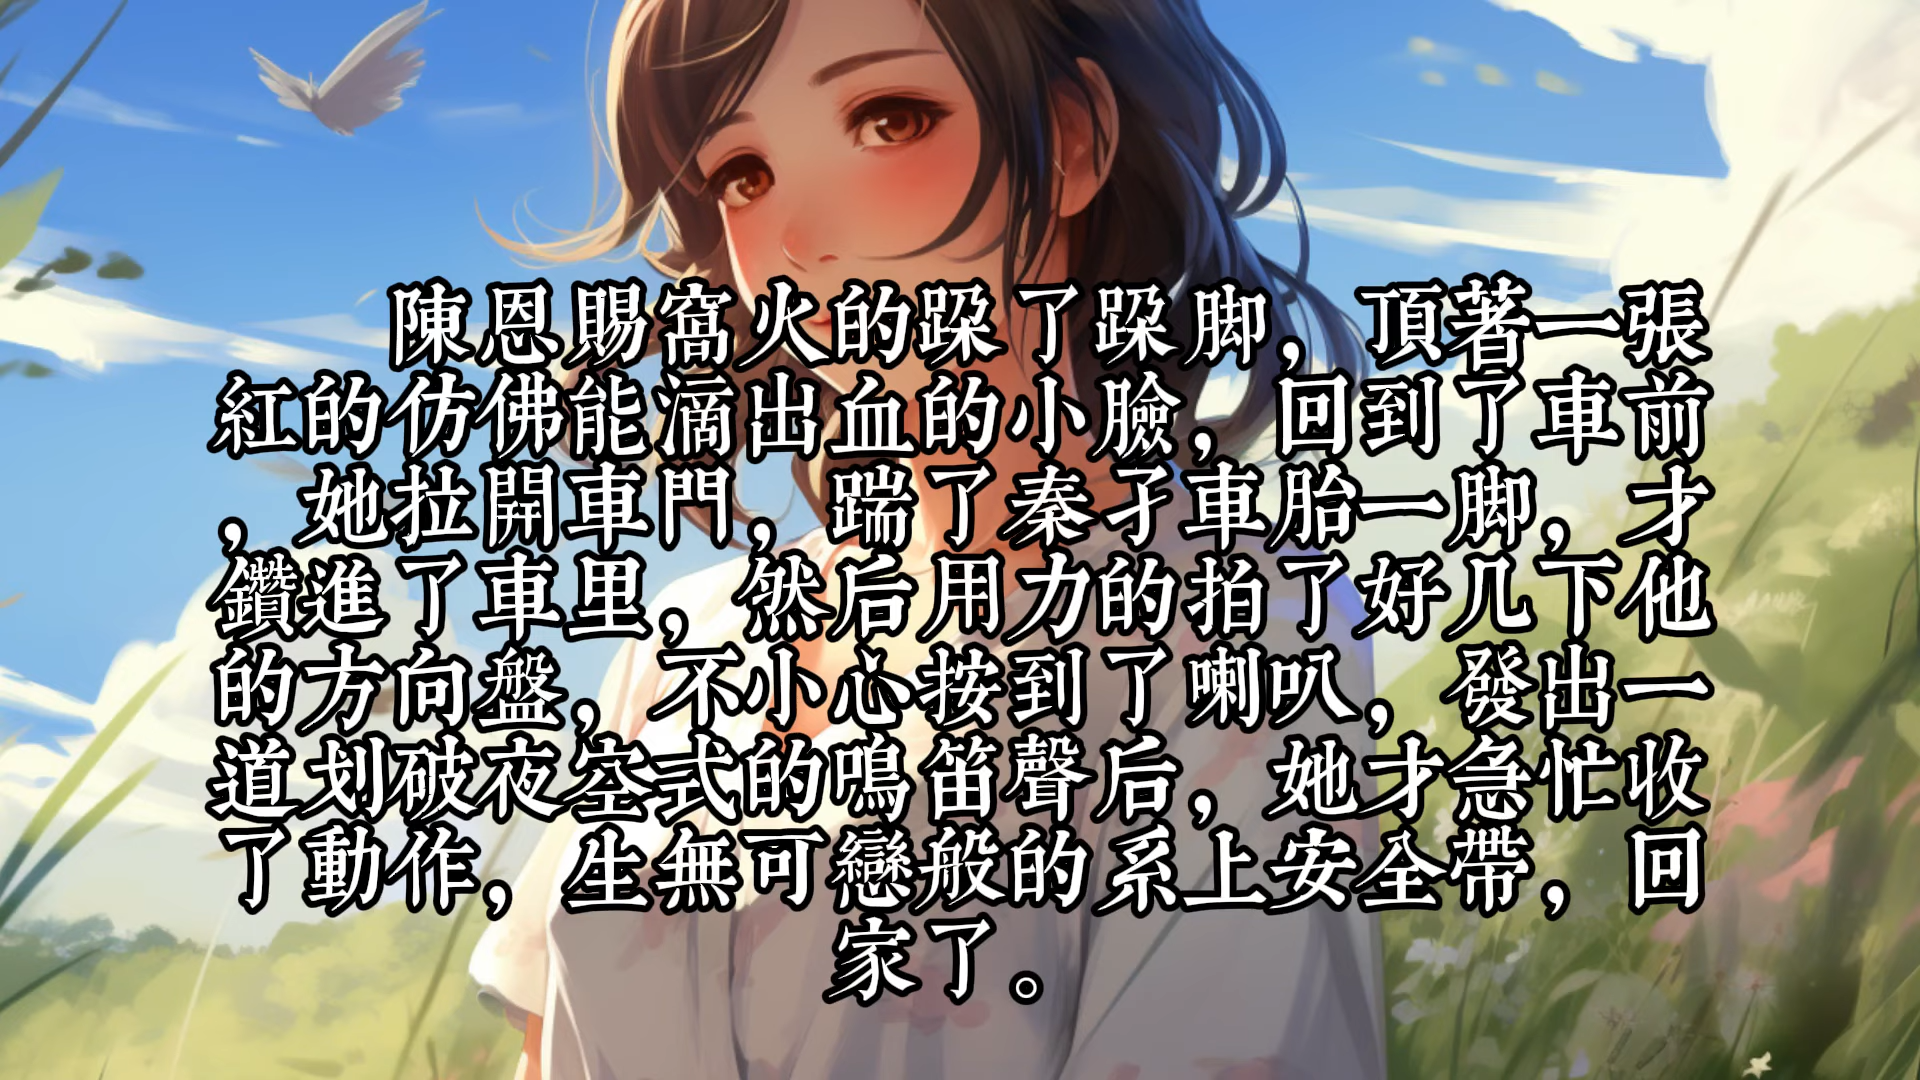 陳恩賜窩火的跺了跺脚，頂著一張
紅的仿佛能滴出血的小臉，回到了車前
，她拉開車門，踹了秦孑車胎一脚，才
鑽進了車里，然后用力的拍了好几下他
的方向盤，不小心按到了喇叭，發出一
道划破夜空式的鳴笛聲后，她才急忙收
了動作，生無可戀般的系上安全帶，回
家了。